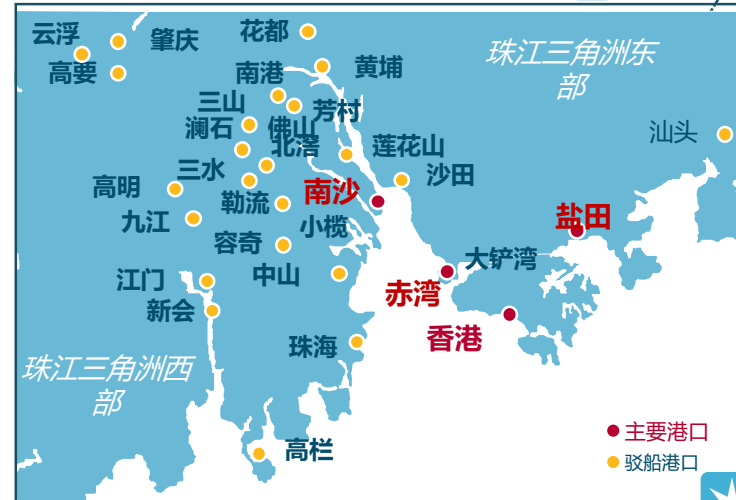 花都
云浮
肇庆
珠江三角洲东
部
高要
南港
黄埔
三山
芳村
澜石
佛山
汕头
北滘
莲花山
三水
沙田
高明
南沙
勒流
九江
小榄
盐田
容奇
大铲湾
中山
江门
赤湾
新会
香港
珠海
珠江三角洲西
部
主要港口
高栏
驳船港口